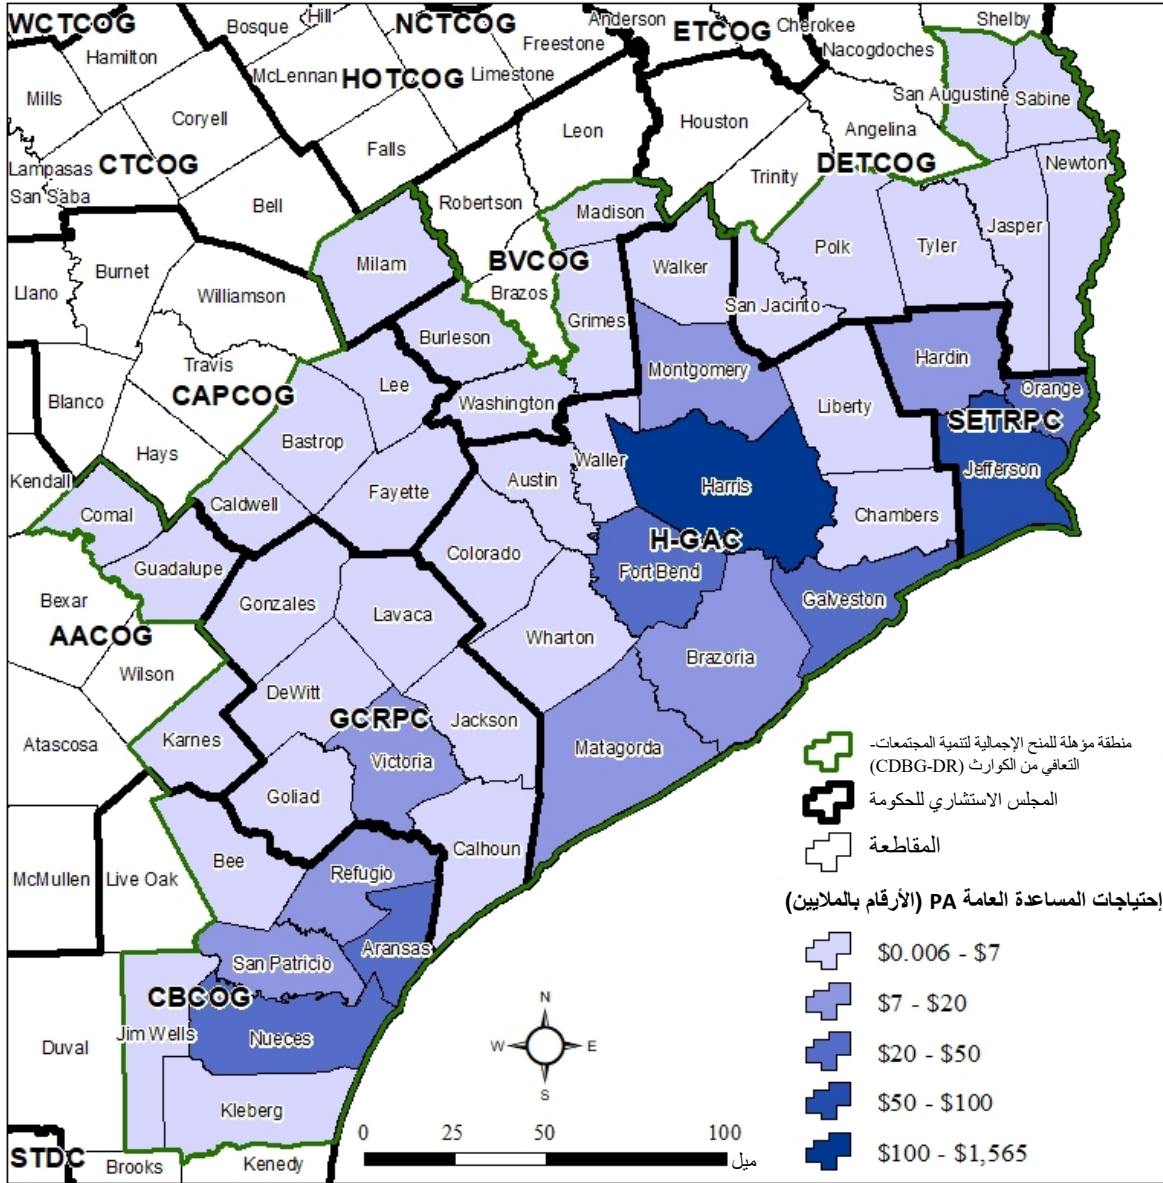 WCTCOG
Hill
Bosque
NCTCOG
Anderson
Cherokee
Shelby
Hamilton
Freestone
ETCOG
Nacogdoches
McLennan
HOTCOG
Limestone
Mills
San Augustine
Sabine
Coryell
Leon
Houston
Angelina
Falls
Lampasas
CTCOG
DETCOG
Newton
San Saba
Trinity
Bell
Robertson
Madison
Jasper
Polk
Tyler
Milam
BVCOG
Walker
Burnet
Llano
Williamson
Brazos
San Jacinto
Grimes
Burleson
Hardin
Travis
Montgomery
Lee
Orange
CAPCOG
Blanco
Washington
Liberty
SETRPC
Bastrop
Hays
Waller
Jefferson
Kendall
Austin
Harris
Fayette
Caldwell
Comal
Chambers
H-GAC
Colorado
Guadalupe
Fort Bend
Bexar
Gonzales
Lavaca
Galveston
AACOG
Wharton
Brazoria
Wilson
DeWitt
GCRPC
Jackson
Karnes
Atascosa
Matagorda
Victoria
Goliad
Calhoun
Bee
McMullen
Live Oak
Refugio
Aransas
San Patricio
CBCOG
Jim Wells
Nueces
Duval
Kleberg
STDC
Brooks
Kenedy
N
W
E
S
0
25
50
100
ميل
منطقة مؤهلة للمنح الإجمالية لتنمية المجتمعات-
التعافي من الكوارث (CDBG-DR)
المجلس الاستشاري للحكومة
المقاطعة
إحتياجات المساعدة العامة PA (الأرقام بالملايين)
$0.006 - $7
$7 - $20
$20 - $50
$50 - $100
$100 - $1,565